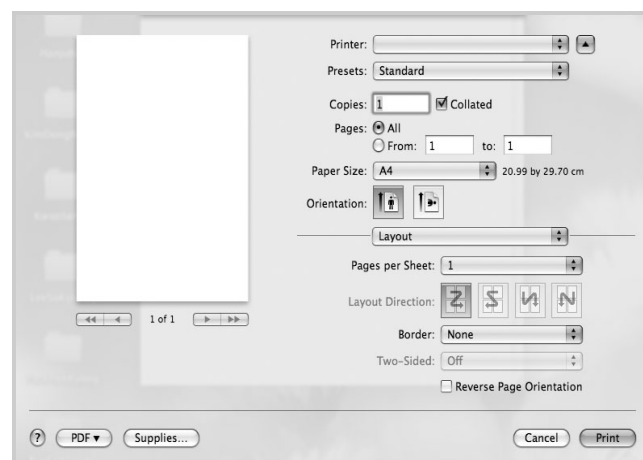 Printer:
Presets: Standard
Copies: 1 Collated
Pages: All
From: 1 to: 1
Paper Size: A4 20.99 by 29.70 cm
Orientation:
Layout
Pages per Sheet: 1
Layout Direction:
1 of 1
Border: None
Two-Sided: Off
Reverse Page Orientation
? PDF ▼ Supplies... Cancel Print